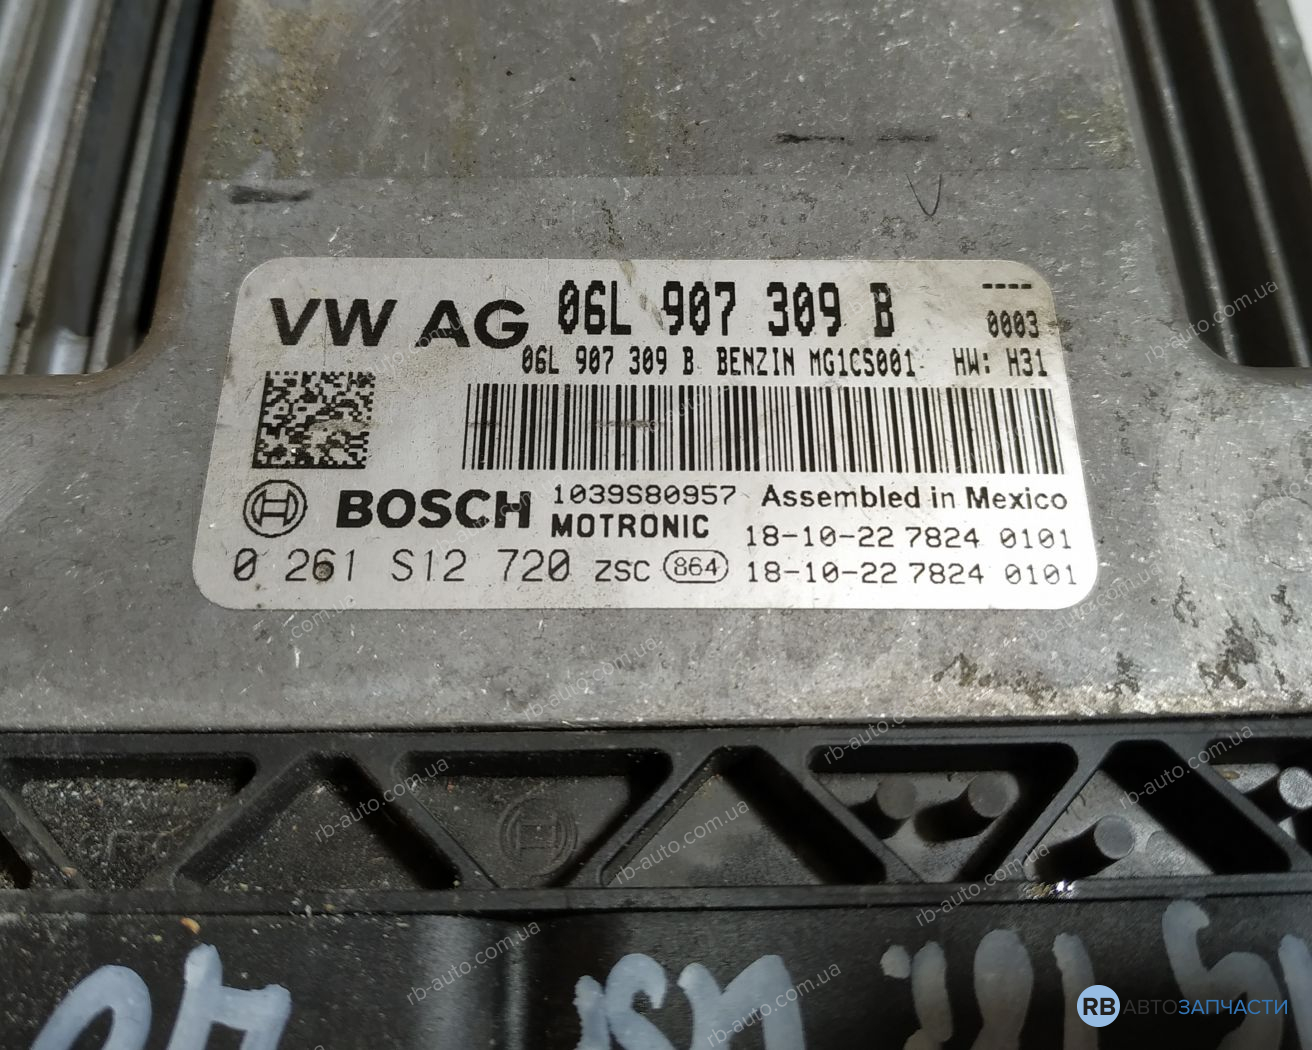 VW AG 06L 907 309 B ----
0003
06L 907 309 B BENZIN MG1CS001 HW: H31
BOSCH 1039S80957 Assembled in Mexico
MOTRONIC 18-10-22 7824 0101
0 261 S12 720 ZSC 864 18-10-22 7824 0101
rb-auto.com.ua
RB АВТОЗАПЧАСТИ